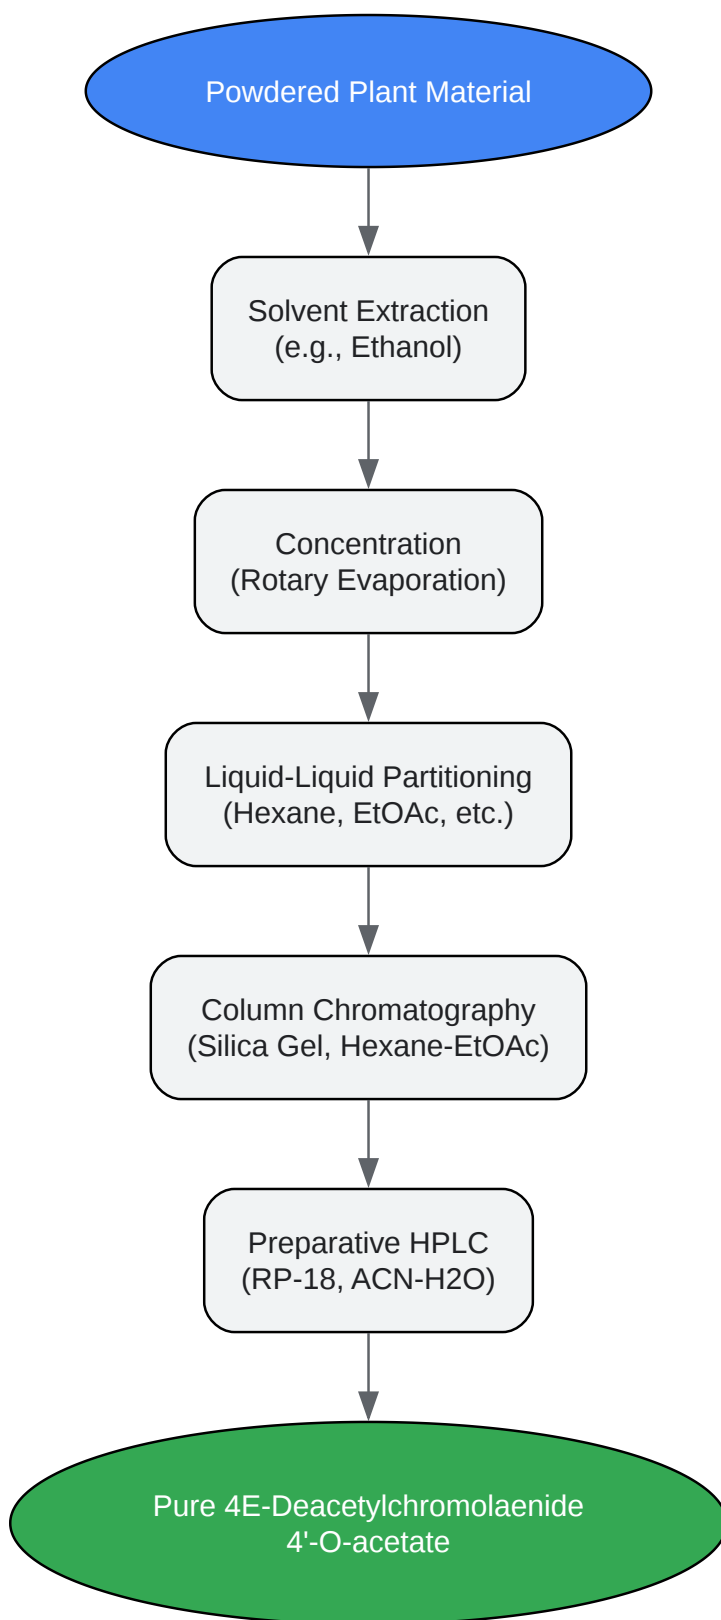 Powdered Plant Material
Solvent Extraction
(e.g., Ethanol)
Concentration
(Rotary Evaporation)
Liquid-Liquid Partitioning
(Hexane, EtOAc, etc.)
Column Chromatography
(Silica Gel, Hexane-EtOAc)
Preparative HPLC
(RP-18, ACN-H2O)
Pure 4E-Deacetylchromolaenide
4'-O-acetate